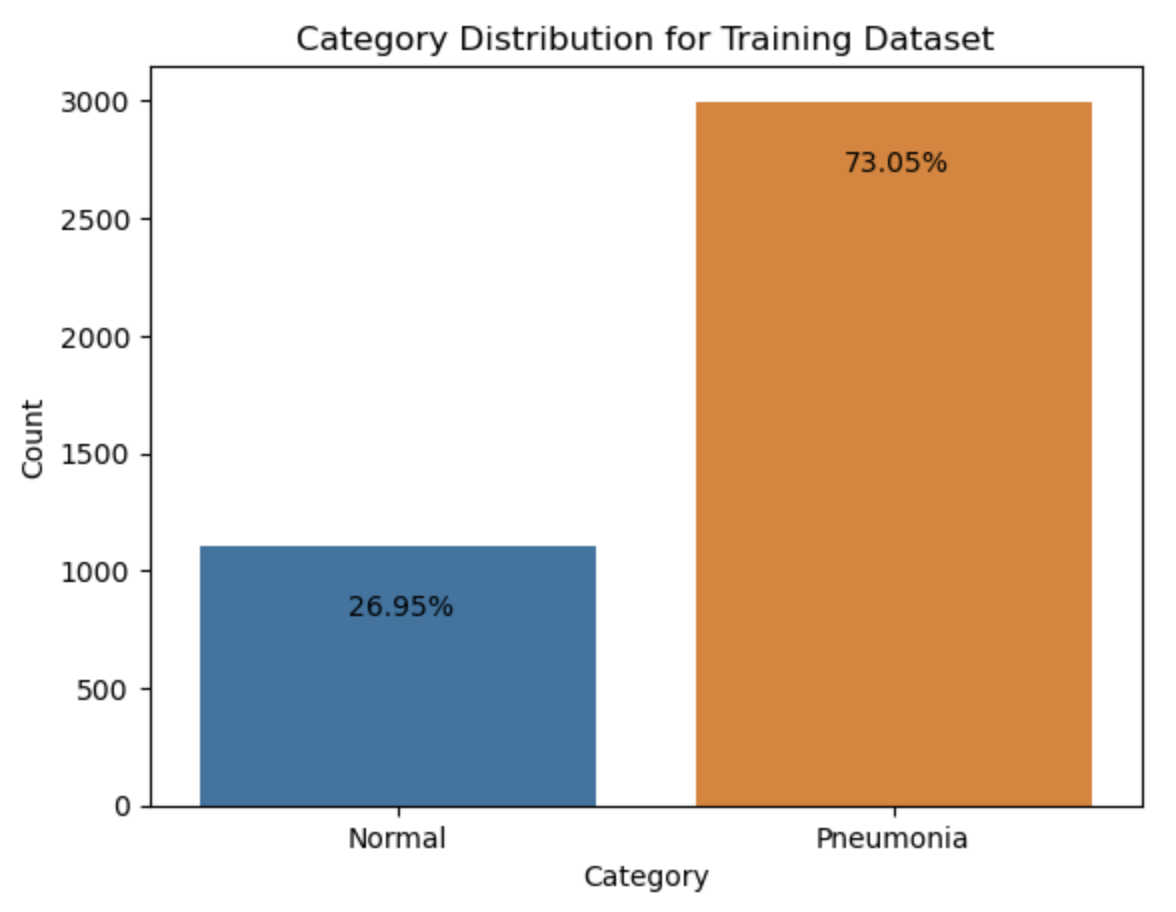 Category Distribution for Training Dataset
3000
2500
2000
1500
1000
500
0
Count
73.05%
26.95%
Normal
Pneumonia
Category